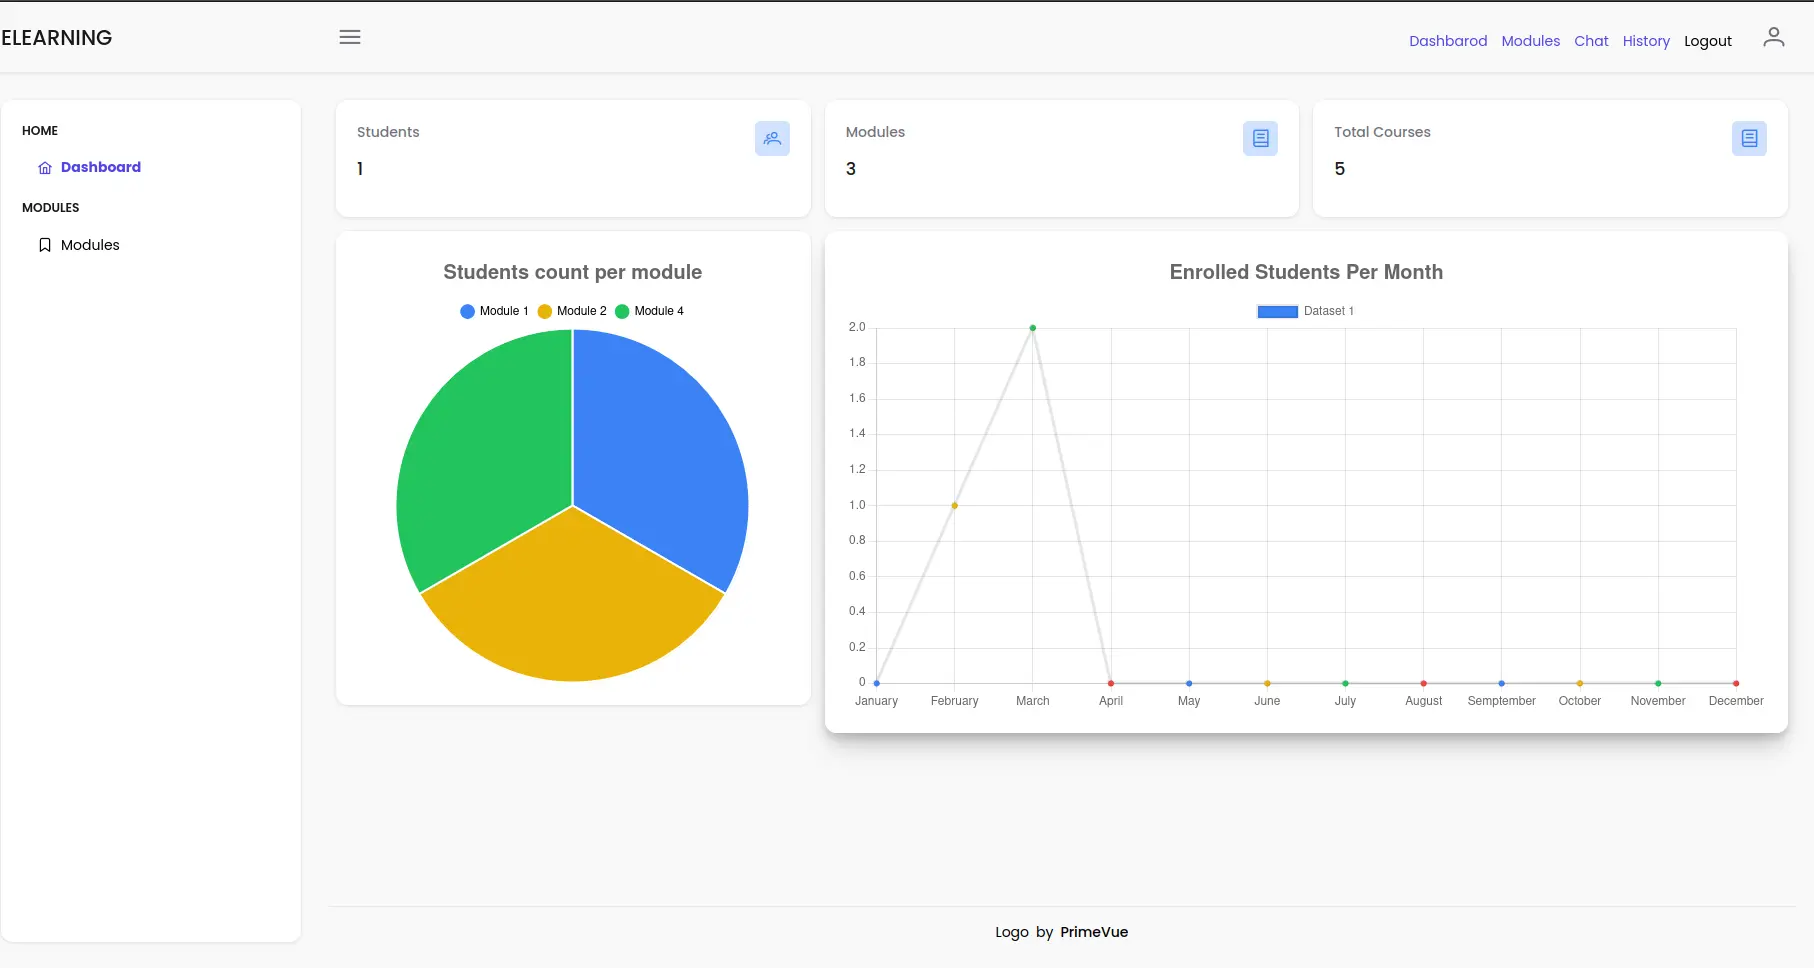 ELEARNING
Dashbarod Modules Chat History Logout
HOME
Dashboard
MODULES
Modules
Students
1
Modules
3
Total Courses
5
Students count per module
Module 1 Module 2 Module 4
Enrolled Students Per Month
Dataset 1
2.0
1.8
1.6
1.4
1.2
1.0
0.8
0.6
0.4
0.2
0
January February March April May June July August Semptember October November December
Logo by PrimeVue